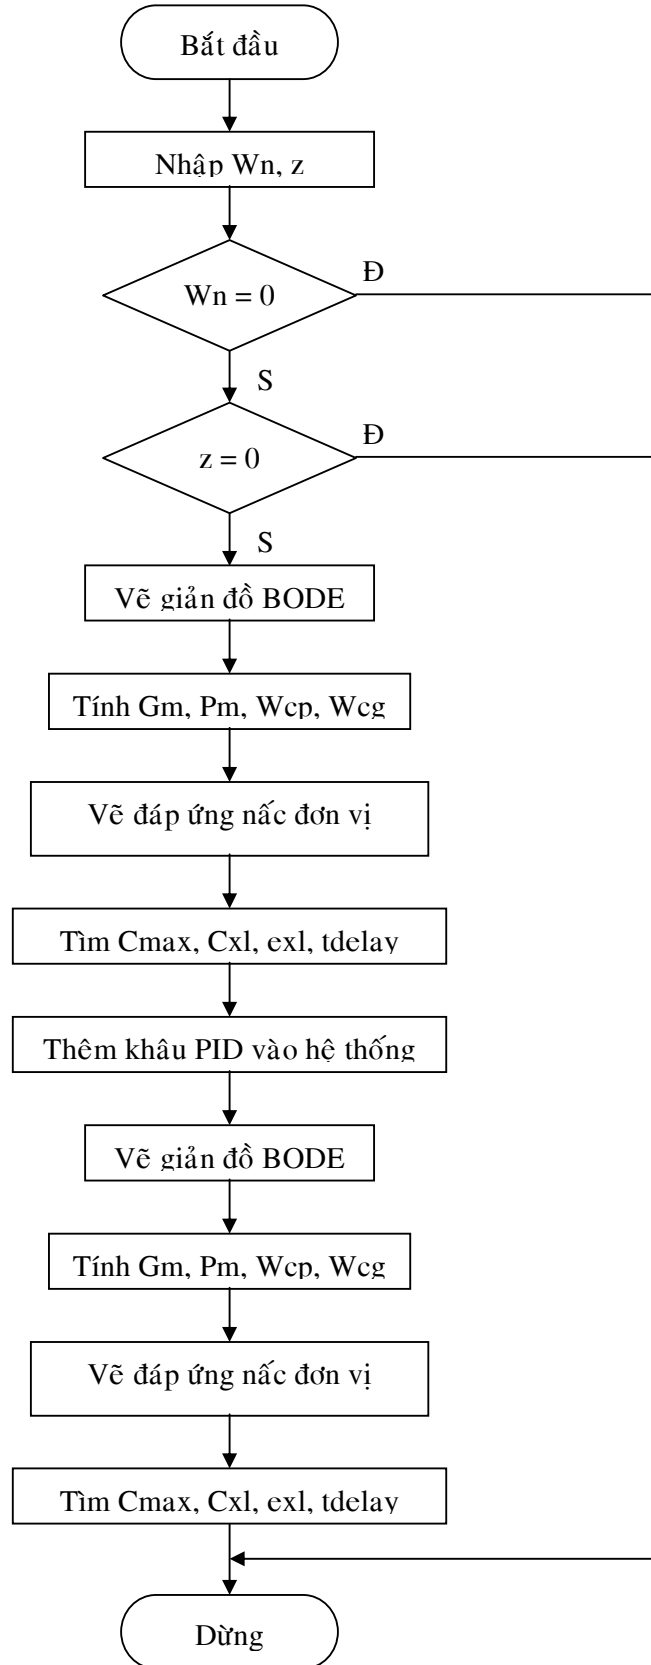 Bắt đầu
Nhập Wn, z
Wn = 0
Đ
S
z = 0
Đ
S
Vẽ giản đồ BODE
Tính Gm, Pm, Wcp, Wcg
Vẽ đáp ứng nấc đơn vị
Tìm Cmax, Cxl, exl, tdelay
Thêm khâu PID vào hệ thống
Vẽ giản đồ BODE
Tính Gm, Pm, Wcp, Wcg
Vẽ đáp ứng nấc đơn vị
Tìm Cmax, Cxl, exl, tdelay
Dừng